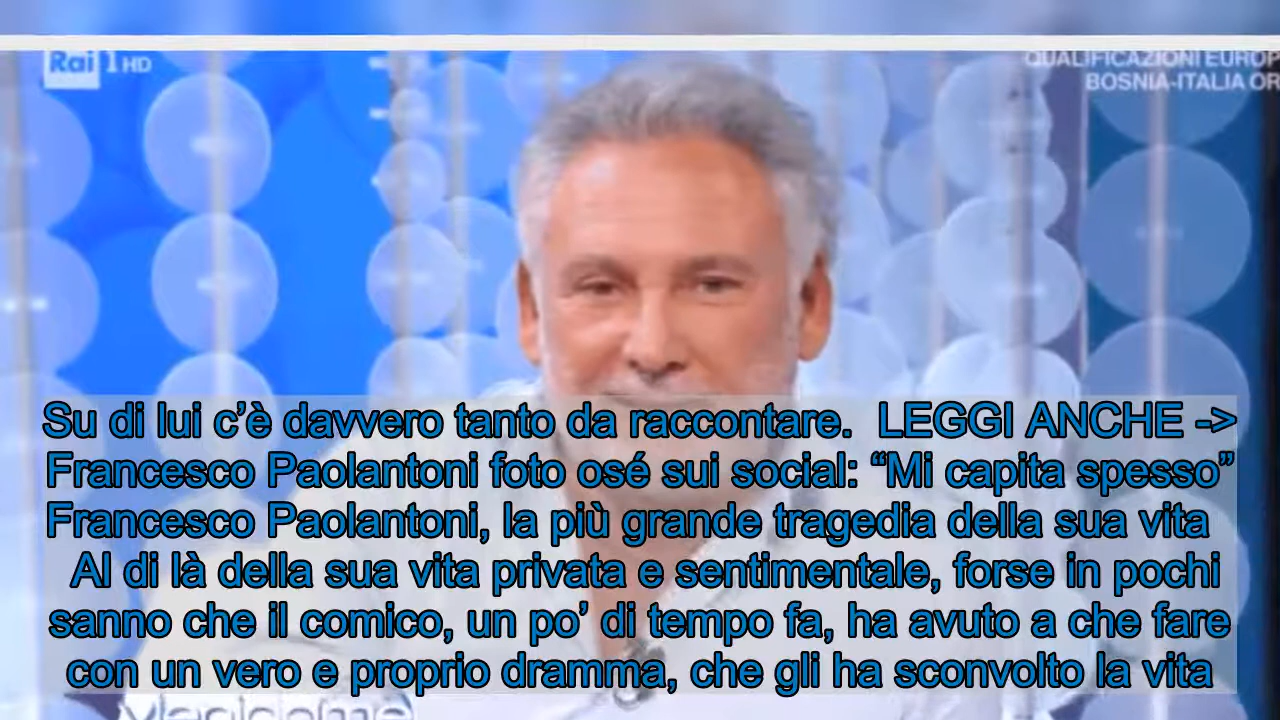 Rai 1 HD
QUALIFICAZIONI EUROP
BOSNIA-ITALIA OR
Su di lui c’è davvero tanto da raccontare. LEGGI ANCHE ->
Francesco Paolantoni foto osé sui social: “Mi capita spesso”
Francesco Paolantoni, la più grande tragedia della sua vita
Al di là della sua vita privata e sentimentale, forse in pochi
sanno che il comico, un po’ di tempo fa, ha avuto a che fare
con un vero e proprio dramma, che gli ha sconvolto la vita